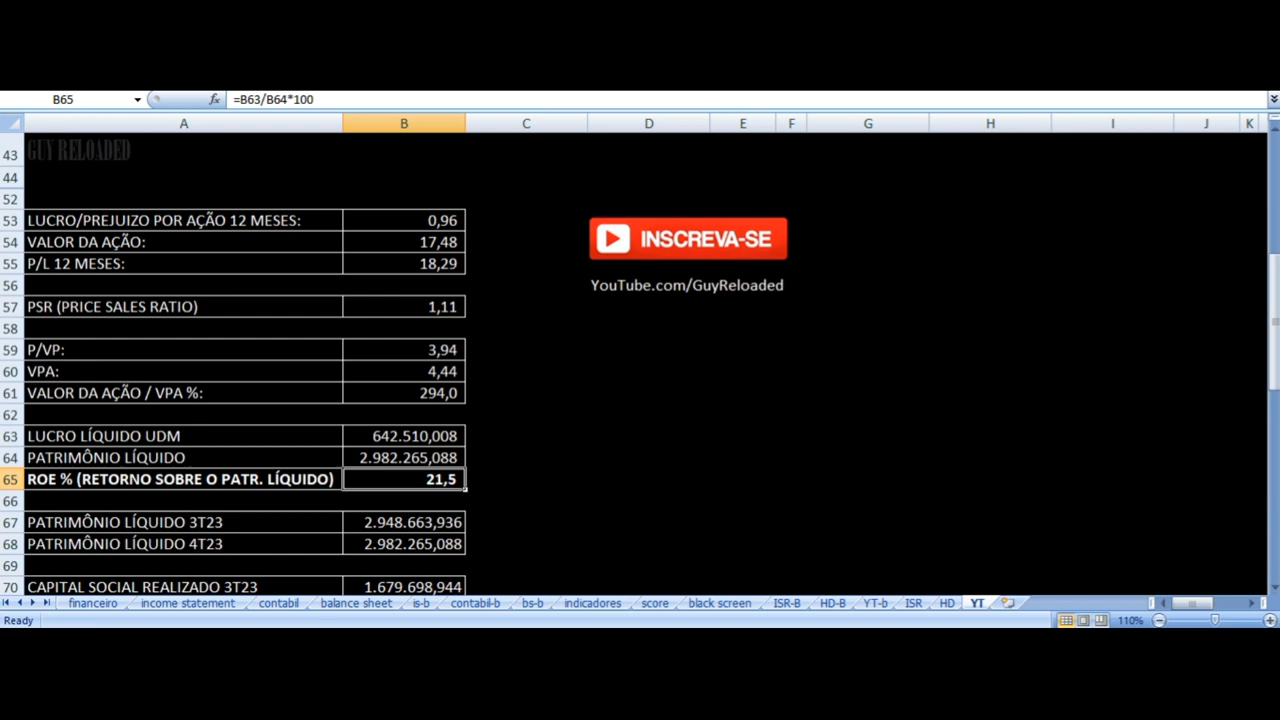 B65 fx =B63/B64*100
A B C D E F G H I J K
43 GUY RELOADED
44
52
53 LUCRO/PREJUIZO POR AÇÃO 12 MESES: 0,96
54 VALOR DA AÇÃO: 17,48
INSCREVA-SE
55 P/L 12 MESES: 18,29
56
YouTube.com/GuyReloaded
57 PSR (PRICE SALES RATIO) 1,11
58
59 P/VP: 3,94
60 VPA: 4,44
61 VALOR DA AÇÃO / VPA %: 294,0
62
63 LUCRO LÍQUIDO UDM 642.510,008
64 PATRIMÔNIO LÍQUIDO 2.982.265,088
65 ROE % (RETORNO SOBRE O PATR. LÍQUIDO) 21,5
66
67 PATRIMÔNIO LÍQUIDO 3T23 2.948.663,936
68 PATRIMÔNIO LÍQUIDO 4T23 2.982.265,088
69
70 CAPITAL SOCIAL REALIZADO 3T23 1.679.698,944
financeiro income statement contabil balance sheet is-b contabil-b bs-b indicadores score black screen ISR-B HD-B YT-b ISR HD YT
Ready 110%